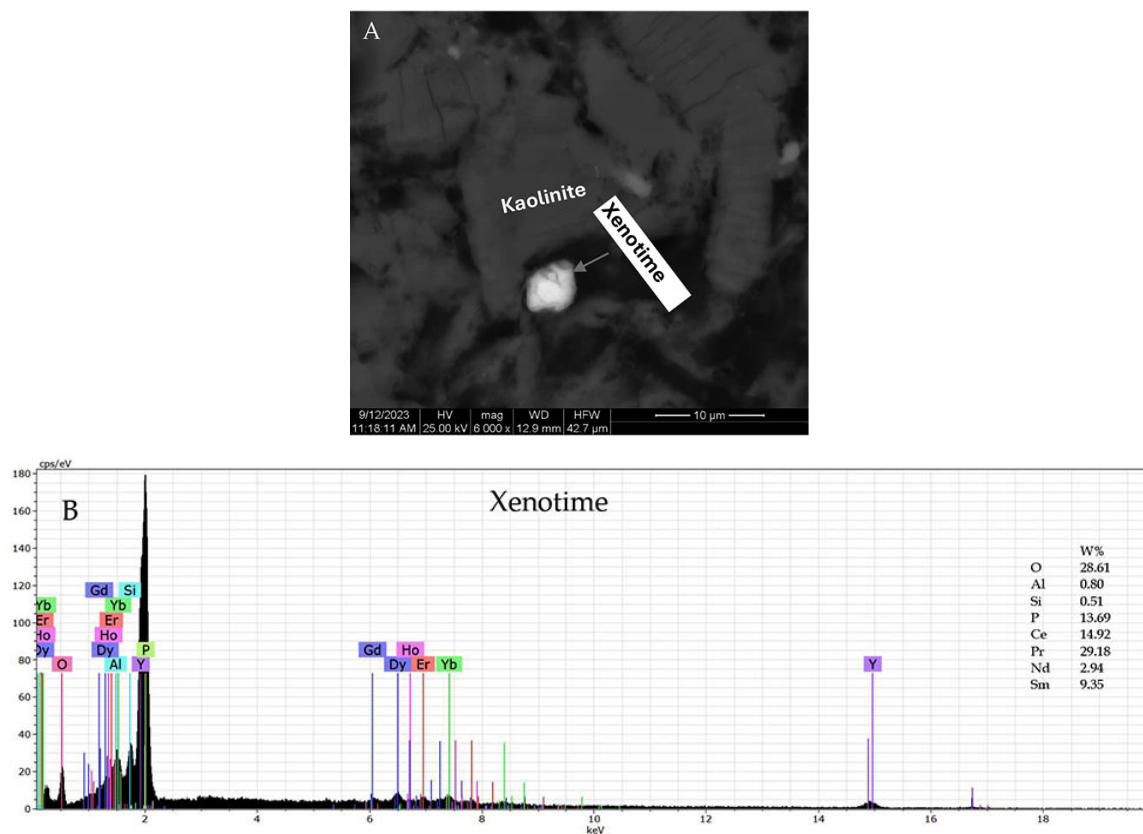 A
Kaolinite
Xenotime
9/12/2023 HV mag WD HFW
11:18:11 AM 25.00 kV 6 000 x 12.9 mm 42.7 µm
10 µm
cps/eV
B
Xenotime
180
160
140
120
100
80
60
40
20
0
Gd Si
Yb Yb
Er Er
Ho Ho
Dy Dy P
O Al Y
Gd Ho
Dy Er Yb
Y
W%
O 28.61
Al 0.80
Si 0.51
P 13.69
Ce 14.92
Pr 29.18
Nd 2.94
Sm 9.35
2 4 6 8 10 12 14 16 18
keV